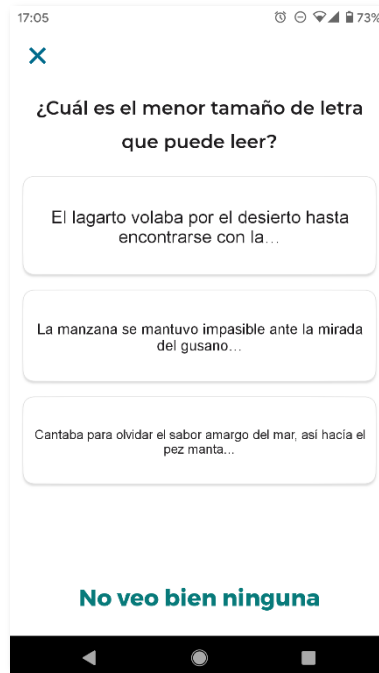 17:05 73%
¿Cuál es el menor tamaño de letra
que puede leer?
El lagarto volaba por el desierto hasta
encontrarse con la...
La manzana se mantuvo impasible ante la mirada
del gusano...
Cantaba para olvidar el sabor amargo del mar, así hacía el
pez manta...
No veo bien ninguna